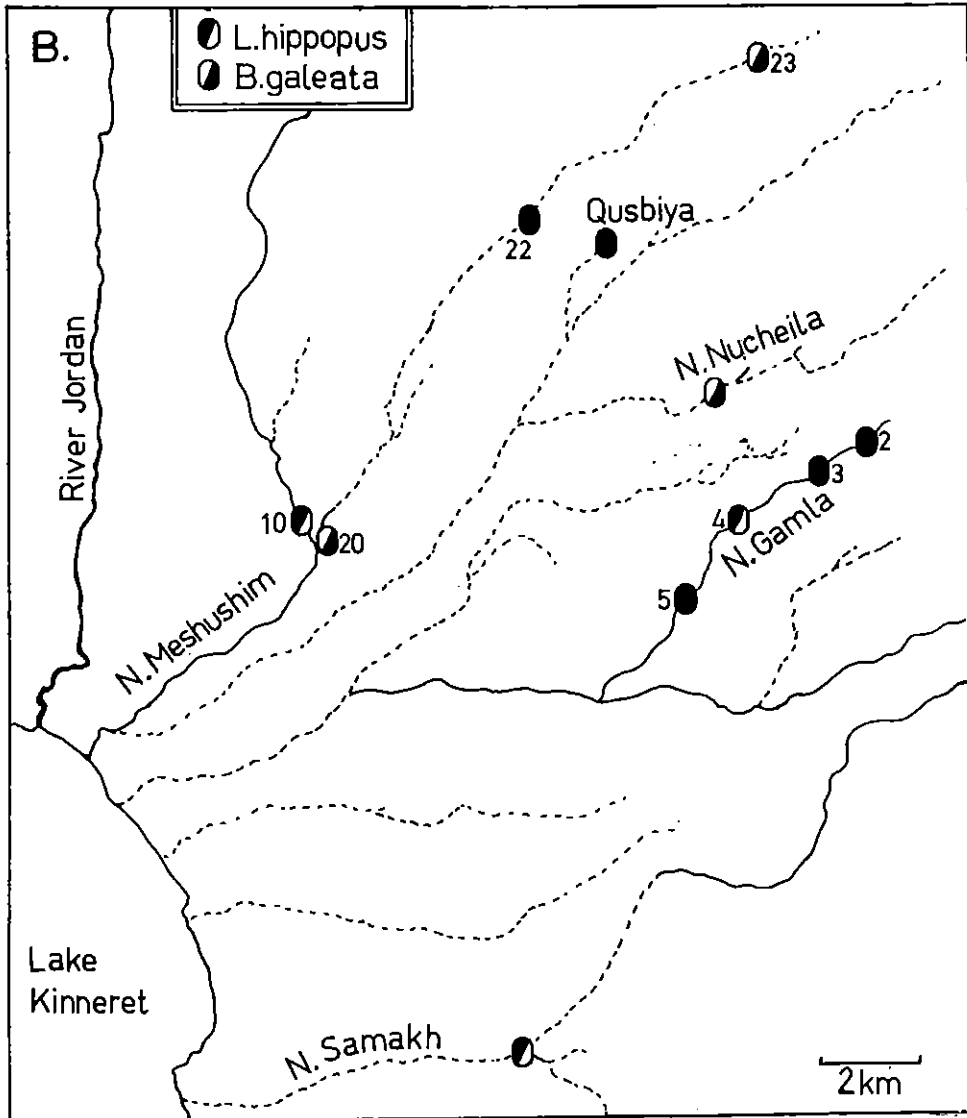 B.
L.hippopus
B.galeata
23
Qusbiya
22
N.Nucheila
River Jordan
2
3
10
4
20
N.Gamla
5
N.Meshushim
Lake
Kinneret
N.Samakh
2km